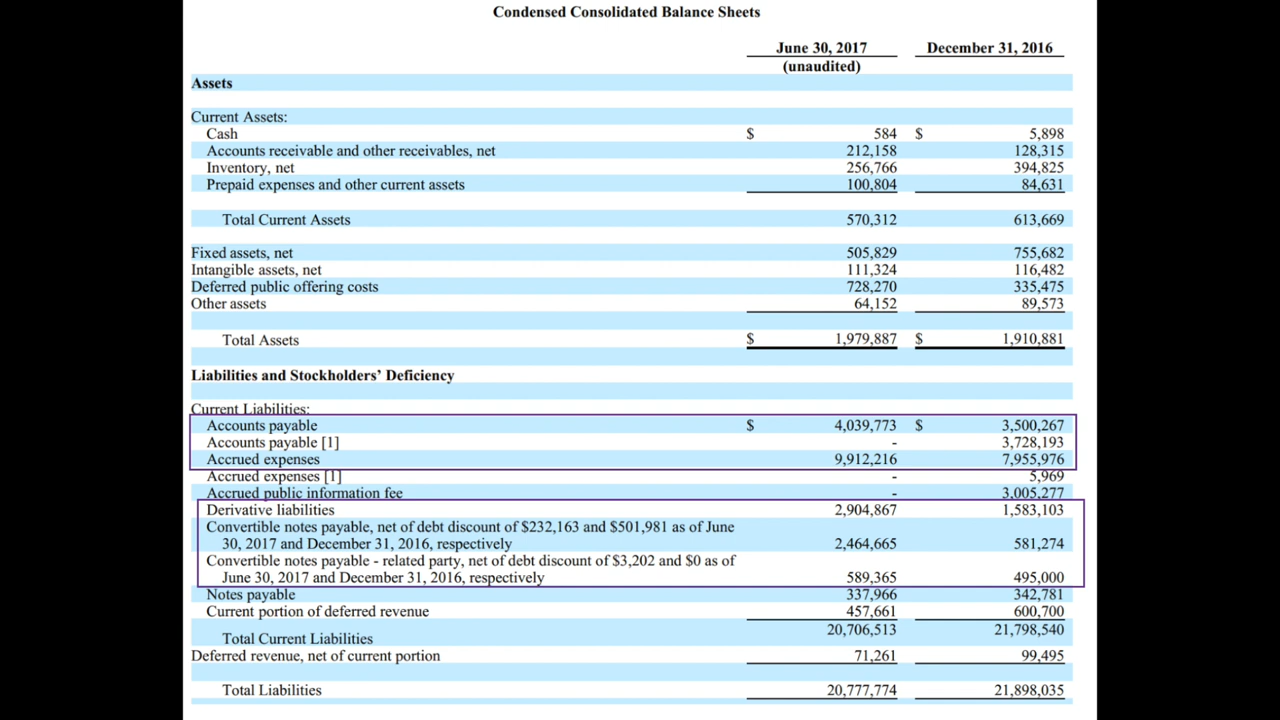 Condensed Consolidated Balance Sheets
June 30, 2017 December 31, 2016
(unaudited)
Assets
Current Assets:
Cash $ 584 $ 5,898
Accounts receivable and other receivables, net 212,158 128,315
Inventory, net 256,766 394,825
Prepaid expenses and other current assets 100,804 84,631
Total Current Assets 570,312 613,669
Fixed assets, net 505,829 755,682
Intangible assets, net 111,324 116,482
Deferred public offering costs 728,270 335,475
Other assets 64,152 89,573
Total Assets $ 1,979,887 $ 1,910,881
Liabilities and Stockholders’ Deficiency
Current Liabilities:
Accounts payable $ 4,039,773 $ 3,500,267
Accounts payable [1] - 3,728,193
Accrued expenses 9,912,216 7,955,976
Accrued expenses [1] - 5,969
Accrued public information fee - 3,005,277
Derivative liabilities 2,904,867 1,583,103
Convertible notes payable, net of debt discount of $232,163 and $501,981 as of June
30, 2017 and December 31, 2016, respectively 2,464,665 581,274
Convertible notes payable - related party, net of debt discount of $3,202 and $0 as of
June 30, 2017 and December 31, 2016, respectively 589,365 495,000
Notes payable 337,966 342,781
Current portion of deferred revenue 457,661 600,700
Total Current Liabilities 20,706,513 21,798,540
Deferred revenue, net of current portion 71,261 99,495
Total Liabilities 20,777,774 21,898,035